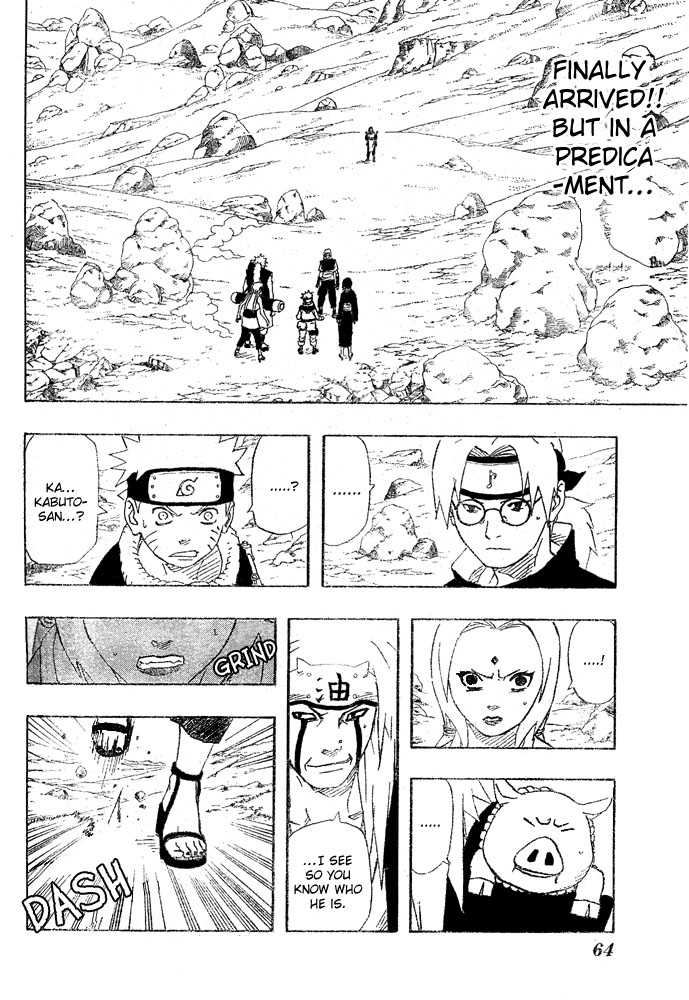 FINALLY
ARRIVED!!
BUT IN A
PREDICA
-MENT...
......
.....?
KA...
KABUTO-
SAN...?
....!
油
...I SEE
SO YOU
KNOW WHO
HE IS.
GRIND
.....
DASH
64